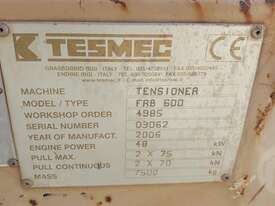 TESMEC
CE
MACHINE TENSIONER
MODEL / TYPE FRB 600
WORKSHOP ORDER 4985
SERIAL NUMBER 09062
YEAR OF MANUFACTURE 2006
ENGINE POWER 48 kW
PULL MAX. 2 X 75 kN
PULL CONTINUOUS 2 X 70 kN
MASS 7500 kg